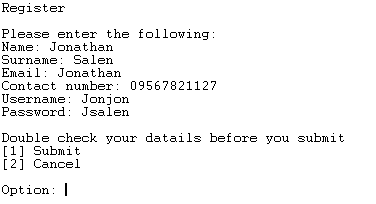 Register
Please enter the following:
Name: Jonathan
Surname: Salen
Email: Jonathan
Contact number: 09567821127
Username: Jonjon
Password: Jsalen
Double check your datails before you submit
[1] Submit
[2] Cancel
Option: